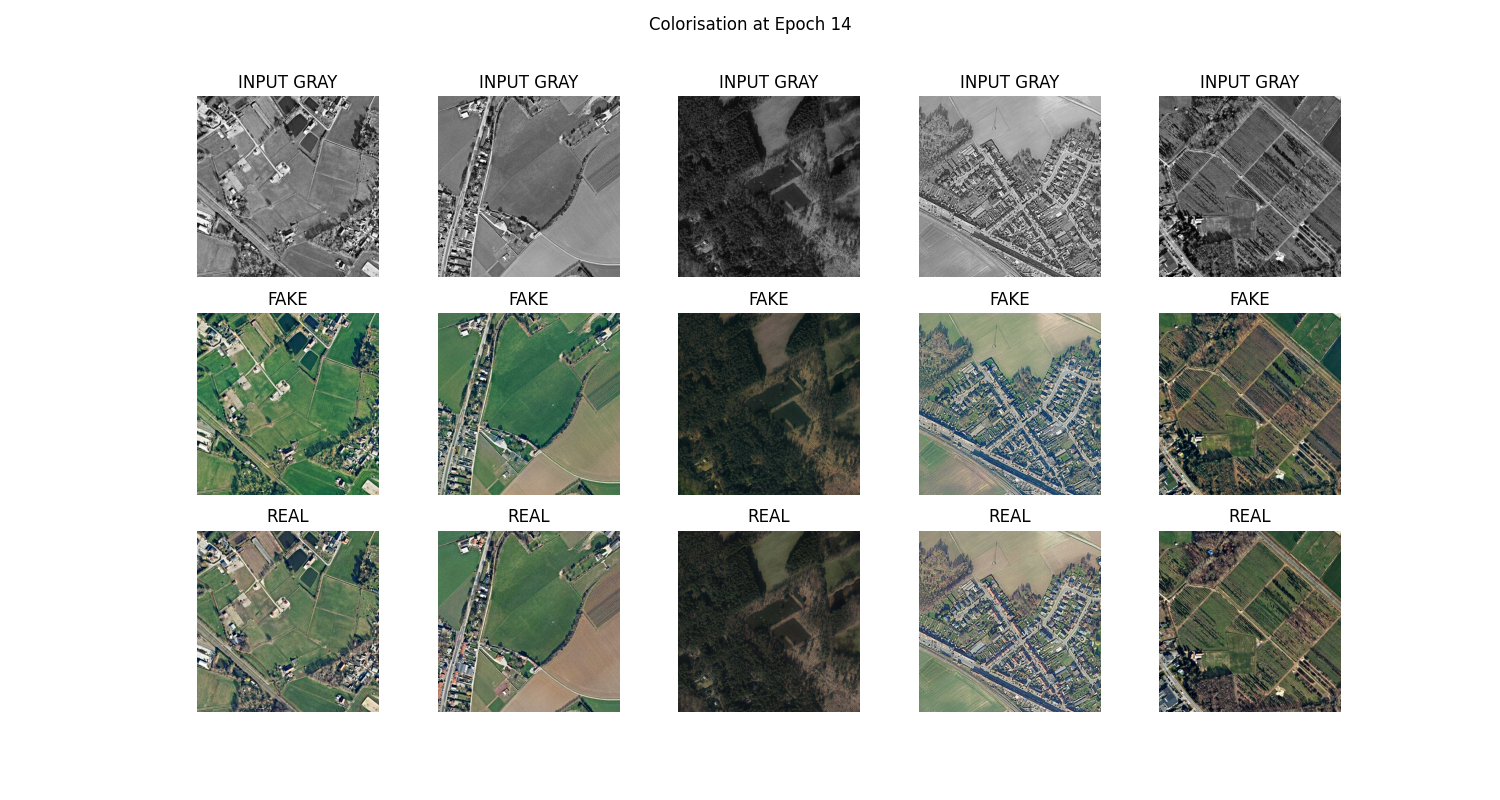 Colorisation at Epoch 14
INPUT GRAY INPUT GRAY INPUT GRAY INPUT GRAY INPUT GRAY
FAKE FAKE FAKE FAKE FAKE
REAL REAL REAL REAL REAL